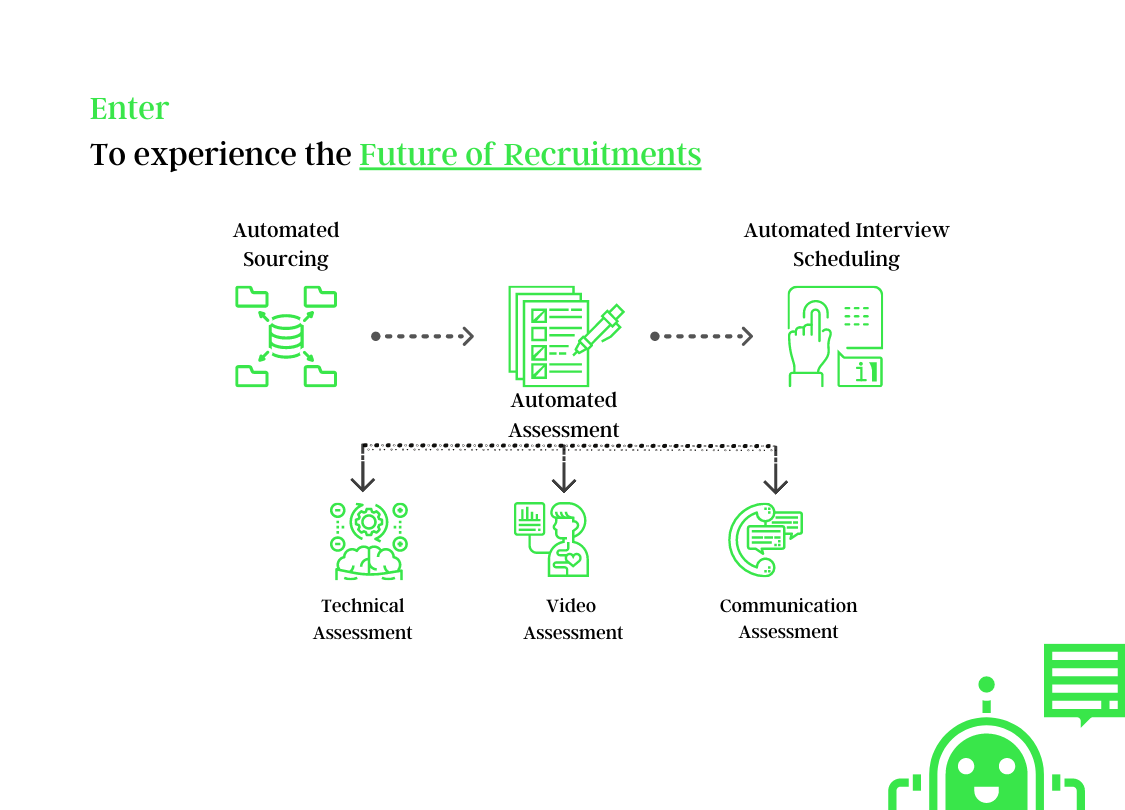 Enter
To experience the Future of Recruitments
Automated
Sourcing
Automated Interview
Scheduling
Automated
Assessment
Technical
Assessment
Video
Assessment
Communication
Assessment